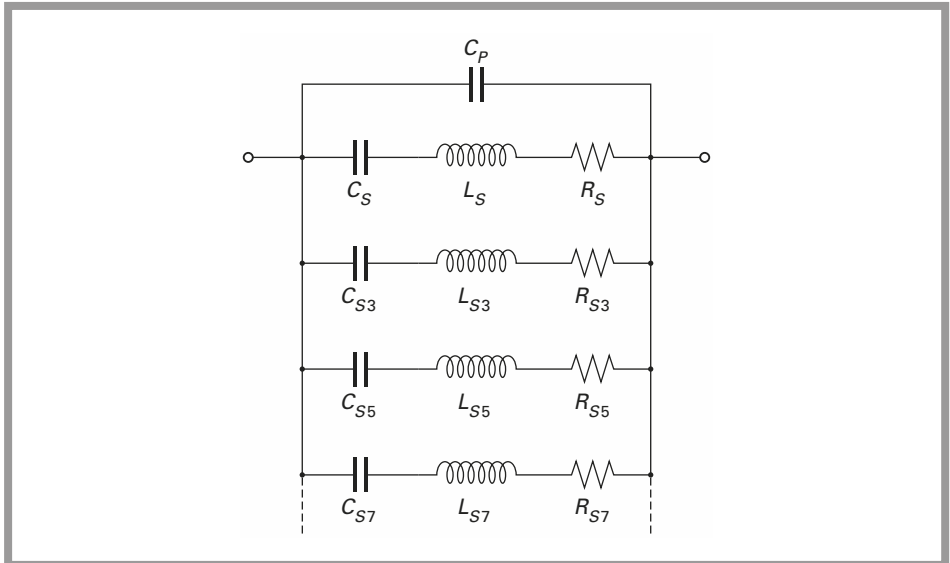 C_P
C_S L_S R_S
C_S3 L_S3 R_S3
C_S5 L_S5 R_S5
C_S7 L_S7 R_S7